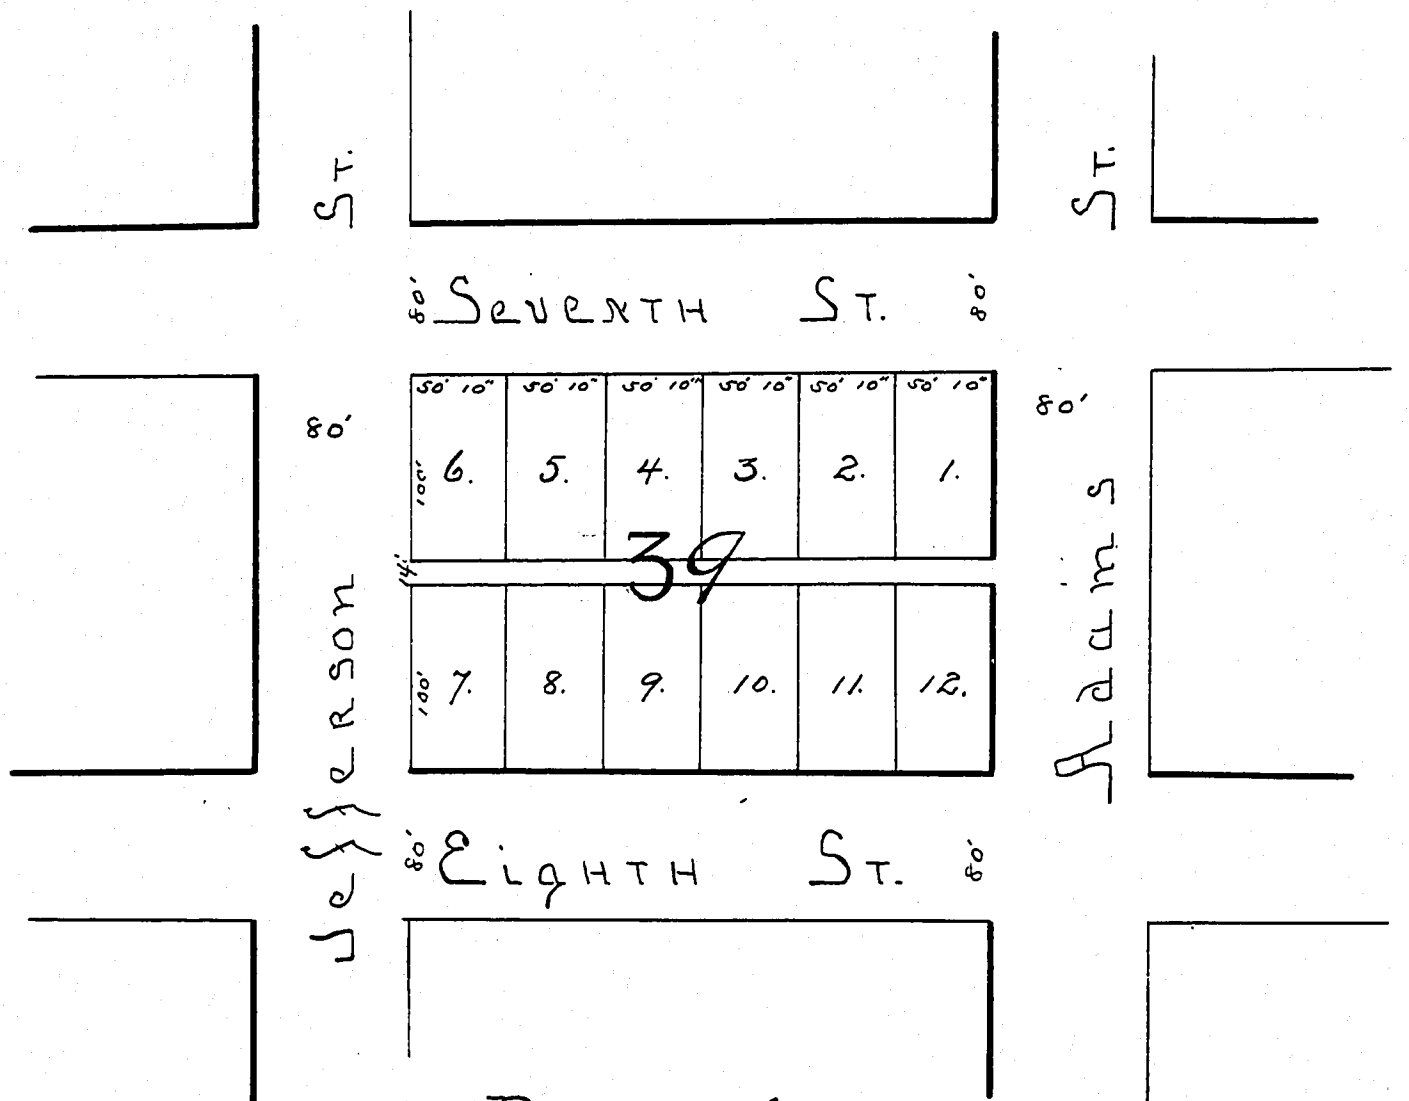 ST.
ST.
80' SEVENTH ST. 80'
50' 10" 50' 10" 50' 10" 50' 10" 50' 10" 50' 10"
80'
80'
100' 6. 5. 4. 3. 2. 1.
39
14'
JEFFERSON
Adams
100' 7. 8. 9. 10. 11. 12.
80' EIGHTH ST. 80'